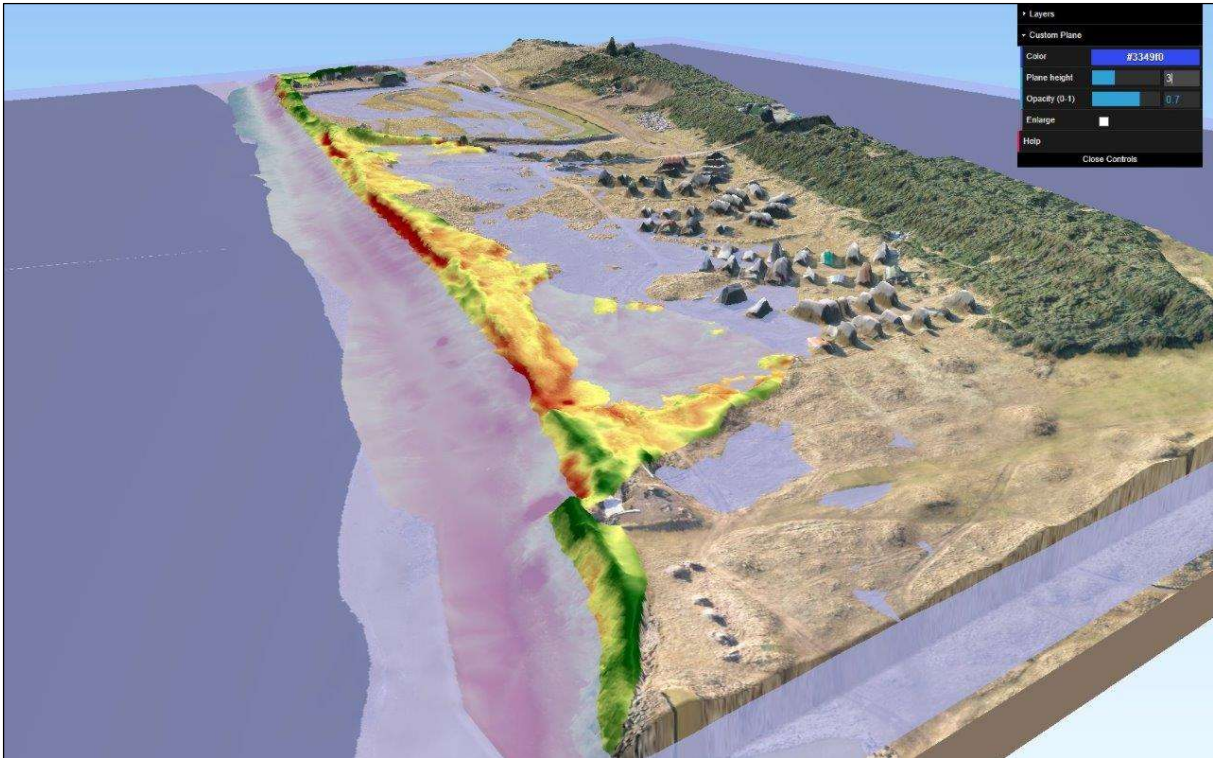 Layers
Custom Plane
Color #3349f0
Plane height 3
Opacity (0-1) 0.7
Enlarge
Help
Close Controls